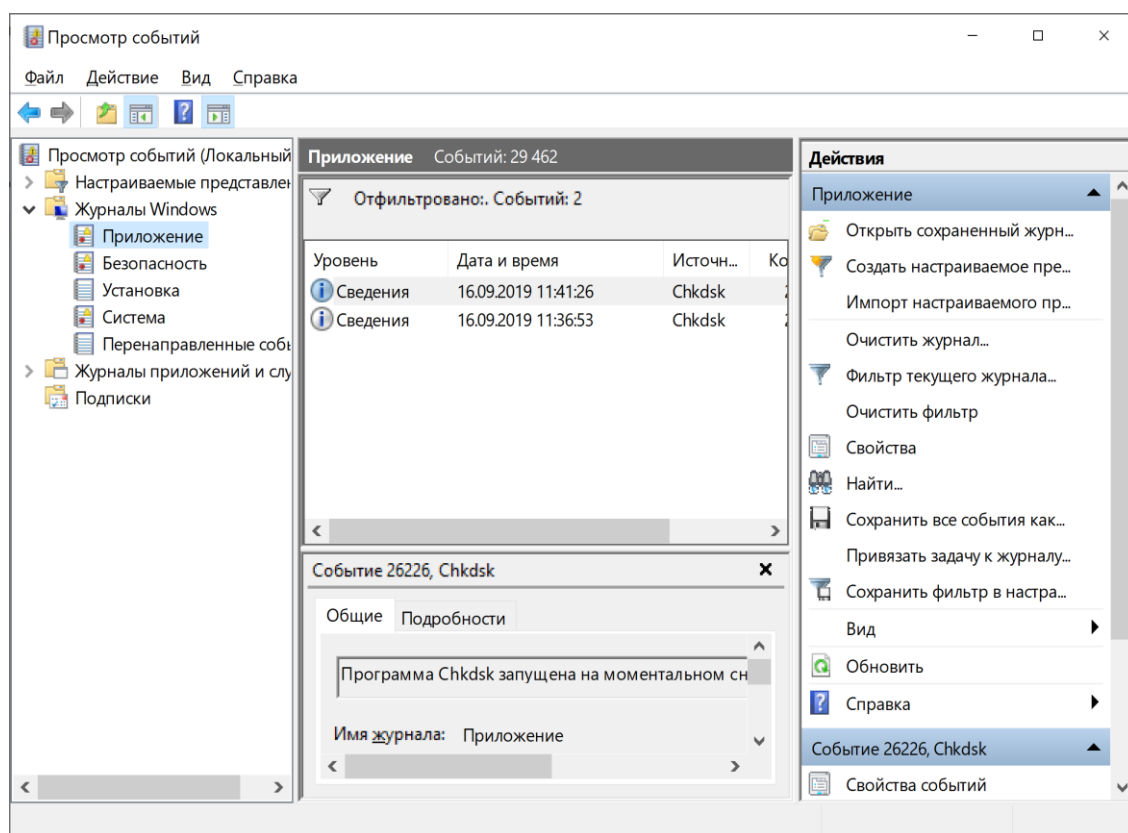 Просмотр событий
Файл Действие Вид Справка
Просмотр событий (Локальный
Настраиваемые представлен
Журналы Windows
Приложение
Безопасность
Установка
Система
Перенаправленные собы
Журналы приложений и слу
Подписки
Приложение Событий: 29 462
Отфильтровано:. Событий: 2
Уровень Дата и время Источн... Ко
Сведения 16.09.2019 11:41:26 Chkdsk
Сведения 16.09.2019 11:36:53 Chkdsk
Событие 26226, Chkdsk
Общие Подробности
Программа Chkdsk запущена на моментальном сн
Имя журнала: Приложение
Действия
Приложение
Открыть сохраненный журн...
Создать настраиваемое пре...
Импорт настраиваемого пр...
Очистить журнал...
Фильтр текущего журнала...
Очистить фильтр
Свойства
Найти...
Сохранить все события как...
Привязать задачу к журналу...
Сохранить фильтр в настра...
Вид
Обновить
Справка
Событие 26226, Chkdsk
Свойства событий